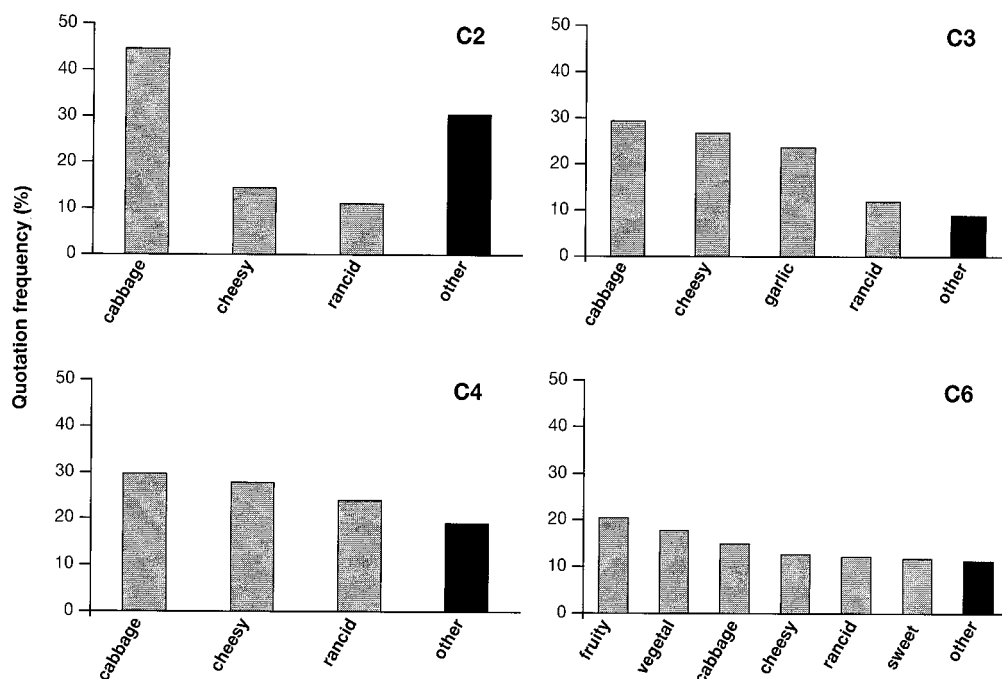 Quotation frequency (%)
C2
50
40
30
20
10
0
cabbage
cheesy
rancid
other
C3
50
40
30
20
10
0
cabbage
cheesy
garlic
rancid
other
C4
50
40
30
20
10
0
cabbage
cheesy
rancid
other
C6
50
40
30
20
10
0
fruity
vegetal
cabbage
cheesy
rancid
sweet
other